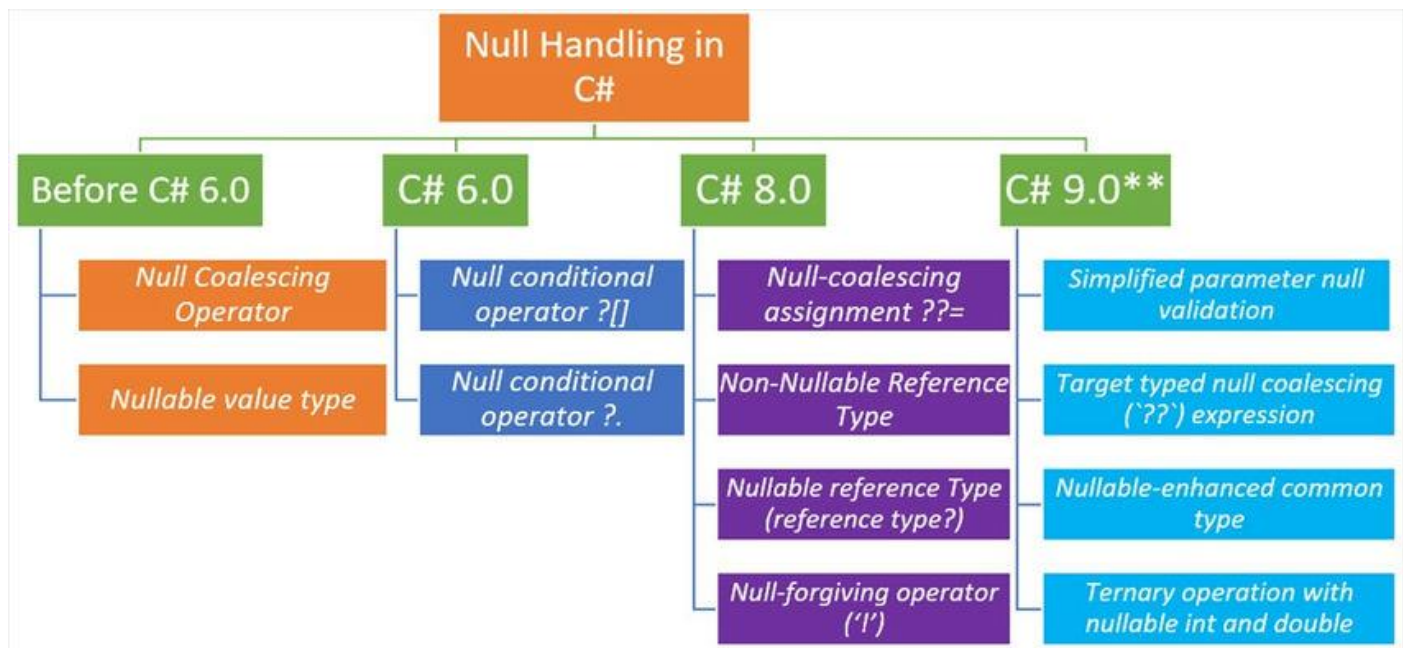 Null Handling in
C#
Before C# 6.0
C# 6.0
C# 8.0
C# 9.0**
Null Coalescing
Operator
Nullable value type
Null conditional
operator ?[]
Null conditional
operator ?.
Null-coalescing
assignment ??=
Non-Nullable Reference
Type
Nullable reference Type
(reference type?)
Null-forgiving operator
('!')
Simplified parameter null
validation
Target typed null coalescing
(`??`) expression
Nullable-enhanced common
type
Ternary operation with
nullable int and double